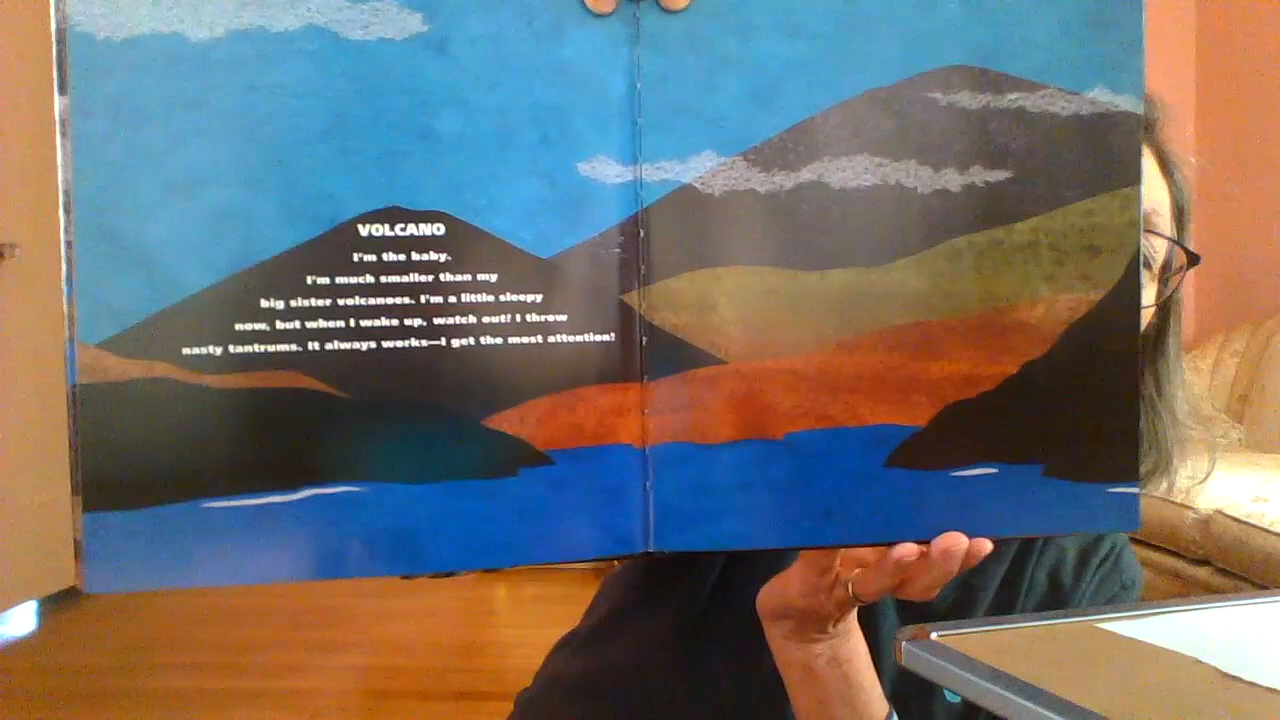 VOLCANO
I'm the baby.
I'm much smaller than my
big sister volcanoes. I'm a little sleepy
now, but when I wake up, watch out! I throw
nasty tantrums. It always works—I get the most attention!